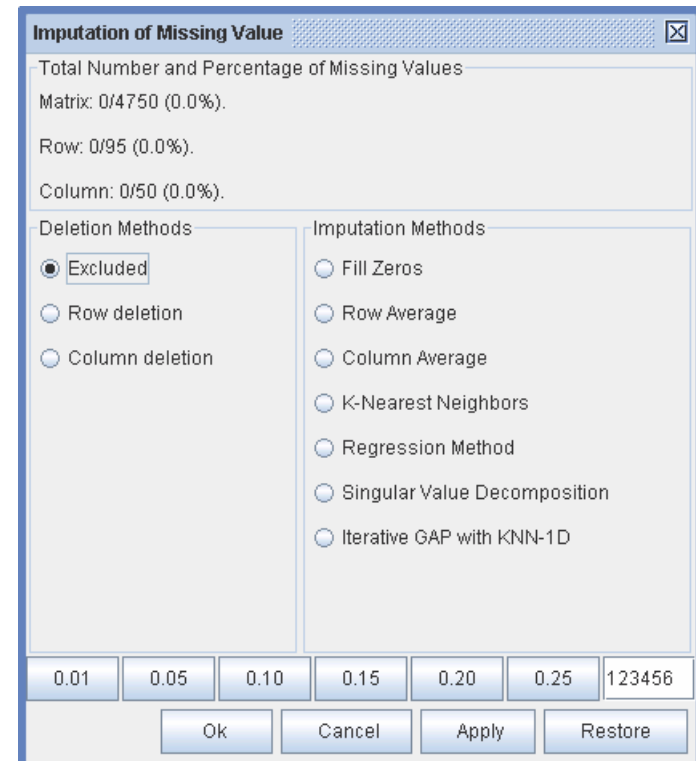 Imputation of Missing Value
Total Number and Percentage of Missing Values
Matrix: 0/4750 (0.0%).
Row: 0/95 (0.0%).
Column: 0/50 (0.0%).
Deletion Methods
Excluded
Row deletion
Column deletion
Imputation Methods
Fill Zeros
Row Average
Column Average
K-Nearest Neighbors
Regression Method
Singular Value Decomposition
Iterative GAP with KNN-1D
0.01 0.05 0.10 0.15 0.20 0.25 123456
Ok Cancel Apply Restore